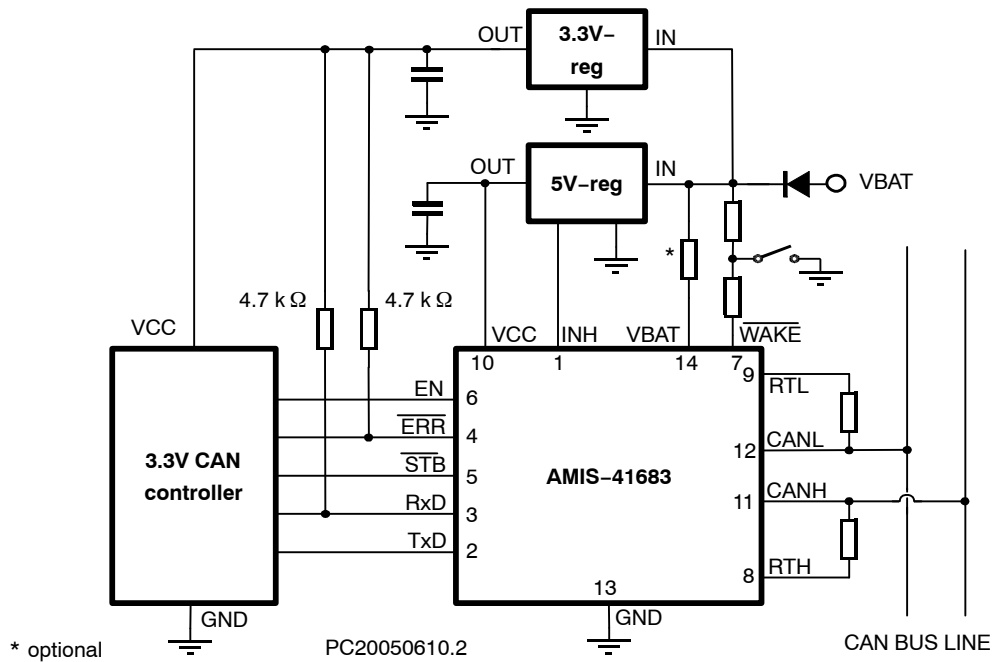 OUT
3.3V–
reg
IN
OUT
5V–reg
IN
VBAT
*
4.7 k Ω
4.7 k Ω
VCC
VCC
INH
VBAT
WAKE
10
1
14
7
9
RTL
EN
6
ERR
4
12
CANL
3.3V CAN
controller
STB
5
AMIS–41683
11
CANH
RxD
3
TxD
2
8
RTH
13
GND
GND
* optional
PC20050610.2
CAN BUS LINE